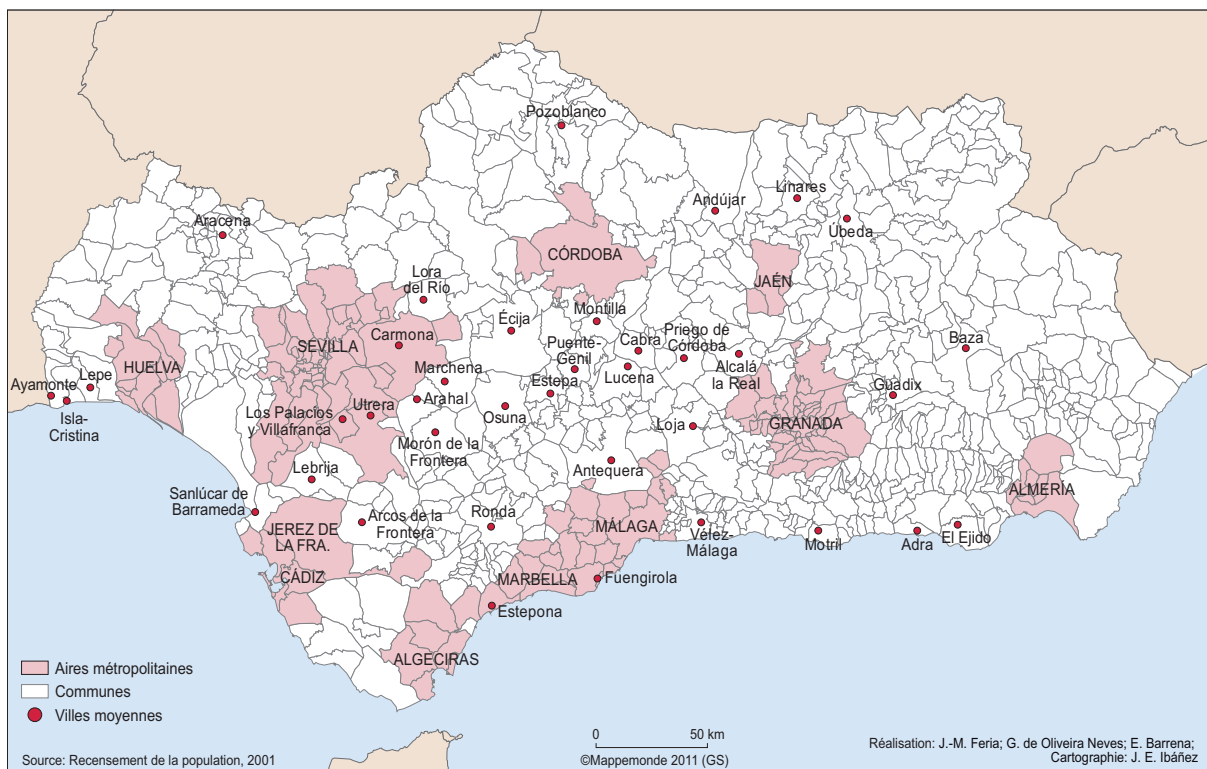 Pozoblanco
Linares
Andújar
Úbeda
Aracena
CÓRDOBA
JAÉN
Lora
del Río
Montilla
Écija
Carmona
SÉVILLA
Puente-
Genil
Cabra
Priego de
Córdoba
Baza
HUELVA
Lepe
Ayamonte
Isla-
Cristina
Marchena
Estepa
Lucena
Alcalá
la Real
Guadix
Arahal
Utrera
Los Palacios
y Villafranca
Osuna
Loja
GRANADA
Morón de la
Frontera
Lebrija
Antequera
ALMERÍA
Sanlúcar de
Barrameda
Arcos de la
Frontera
Ronda
MÁLAGA
Vélez-
Málaga
Motril
Adra
El Ejido
JEREZ DE
LA FRA.
CÁDIZ
MARBELLA
Fuengirola
Estepona
ALGECIRAS
Aires métropolitaines
Communes
Villes moyennes
0 50 km
Source: Recensement de la population, 2001
©Mappemonde 2011 (GS)
Réalisation: J.-M. Feria; G. de Oliveira Neves; E. Barrena;
Cartographie: J. E. Ibáñez